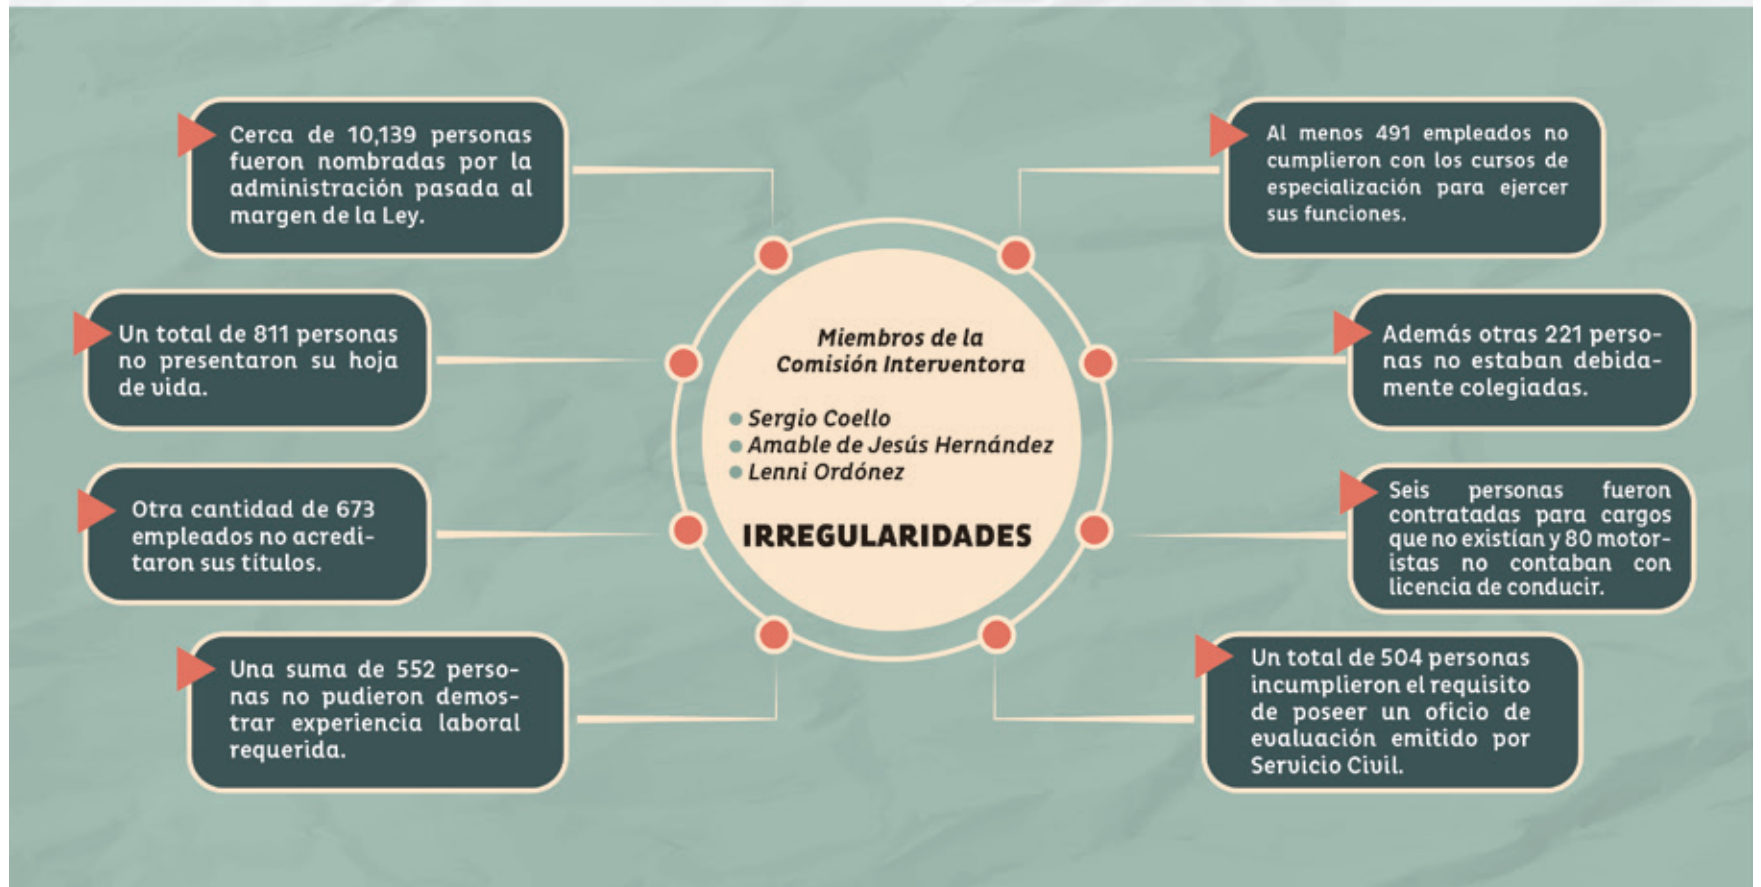 Cerca de 10,139 personas
fueron nombradas por la
administración pasada al
margen de la Ley.
Un total de 811 personas
no presentaron su hoja
de vida.
Otra cantidad de 673
empleados no acredi-
taron sus títulos.
Una suma de 552 perso-
nas no pudieron demos-
trar experiencia laboral
requerida.
Miembros de la
Comisión Interventora
Sergio Coello
Amable de Jesús Hernández
Lenni Ordónez
IRREGULARIDADES
Al menos 491 empleados no
cumplieron con los cursos de
especialización para ejercer
sus funciones.
Además otras 221 perso-
nas no estaban debida-
mente colegiadas.
Seis personas fueron
contratadas para cargos
que no existían y 80 motor-
istas no contaban con
licencia de conducir.
Un total de 504 personas
incumplieron el requisito
de poseer un oficio de
evaluación emitido por
Servicio Civil.